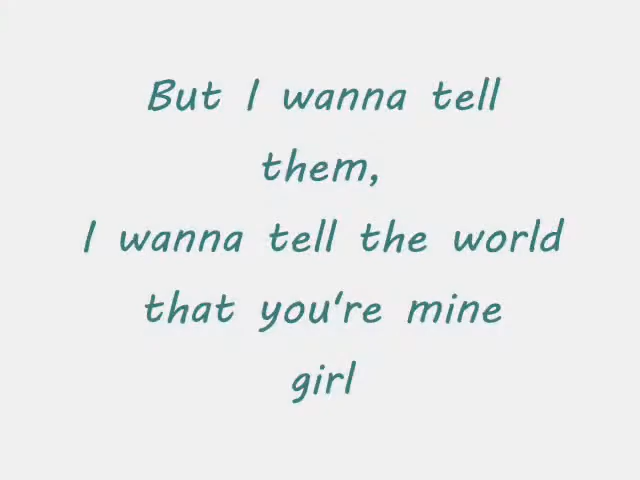 But I wanna tell
them,
I wanna tell the world
that you're mine
girl